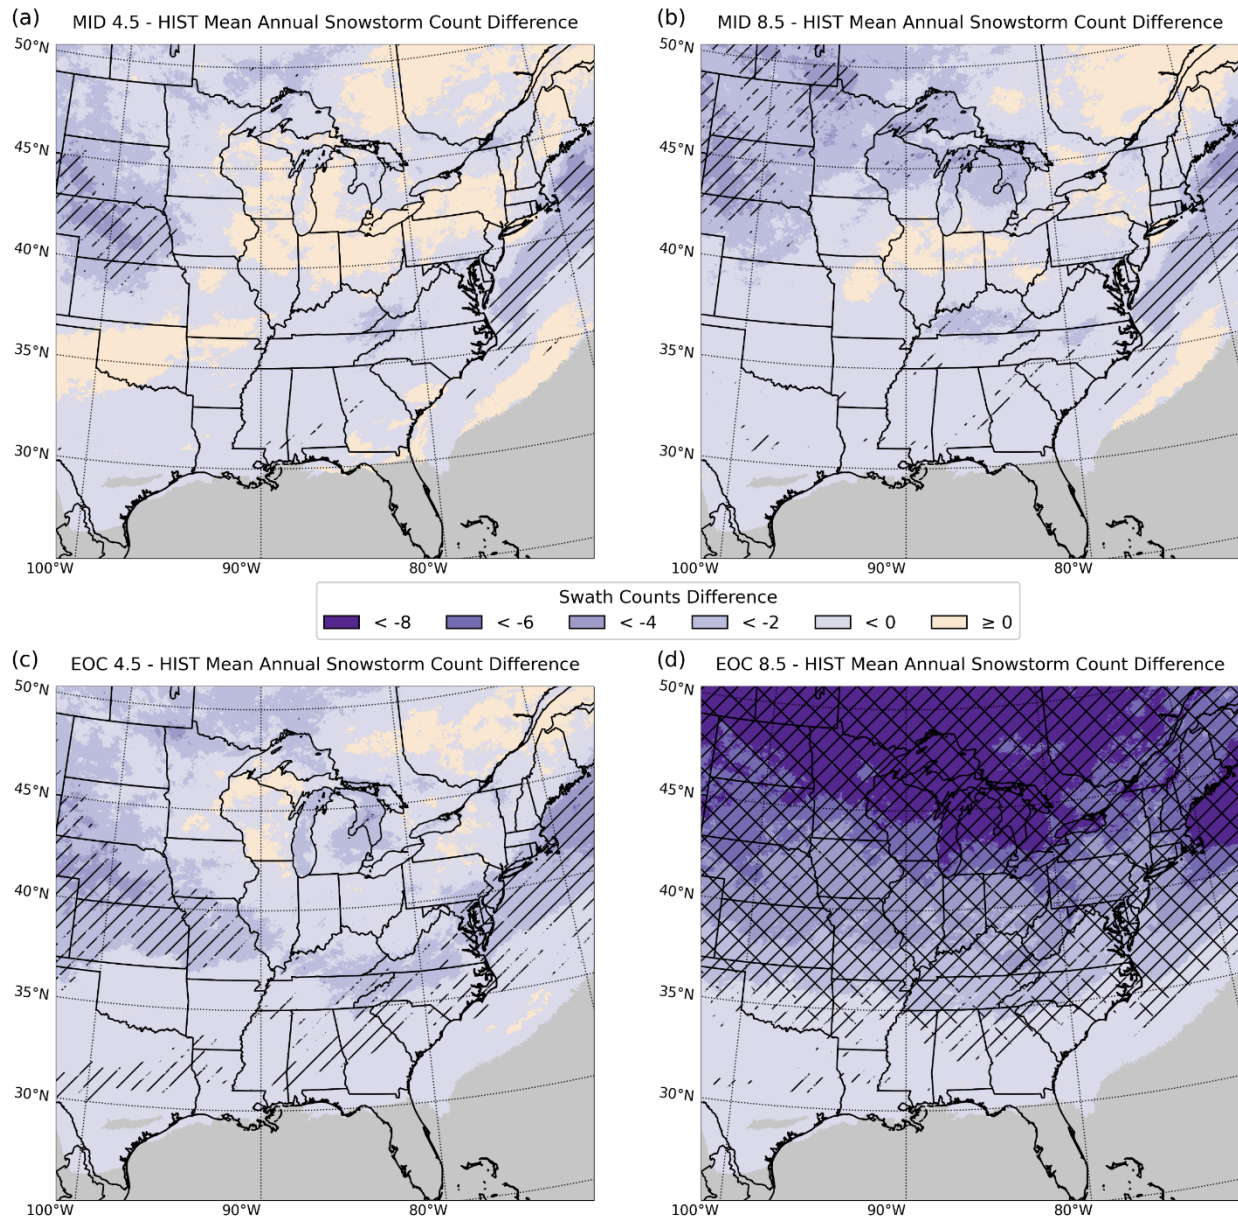 (a) MID 4.5 - HIST Mean Annual Snowstorm Count Difference
50°N
45°N
40°N
35°N
30°N
100°W 90°W 80°W
(b) MID 8.5 - HIST Mean Annual Snowstorm Count Difference
50°N
45°N
40°N
35°N
30°N
100°W 90°W 80°W
Swath Counts Difference
< -8 < -6 < -4 < -2 < 0 ≥ 0
(c) EOC 4.5 - HIST Mean Annual Snowstorm Count Difference
50°N
45°N
40°N
35°N
30°N
100°W 90°W 80°W
(d) EOC 8.5 - HIST Mean Annual Snowstorm Count Difference
50°N
45°N
40°N
35°N
30°N
100°W 90°W 80°W